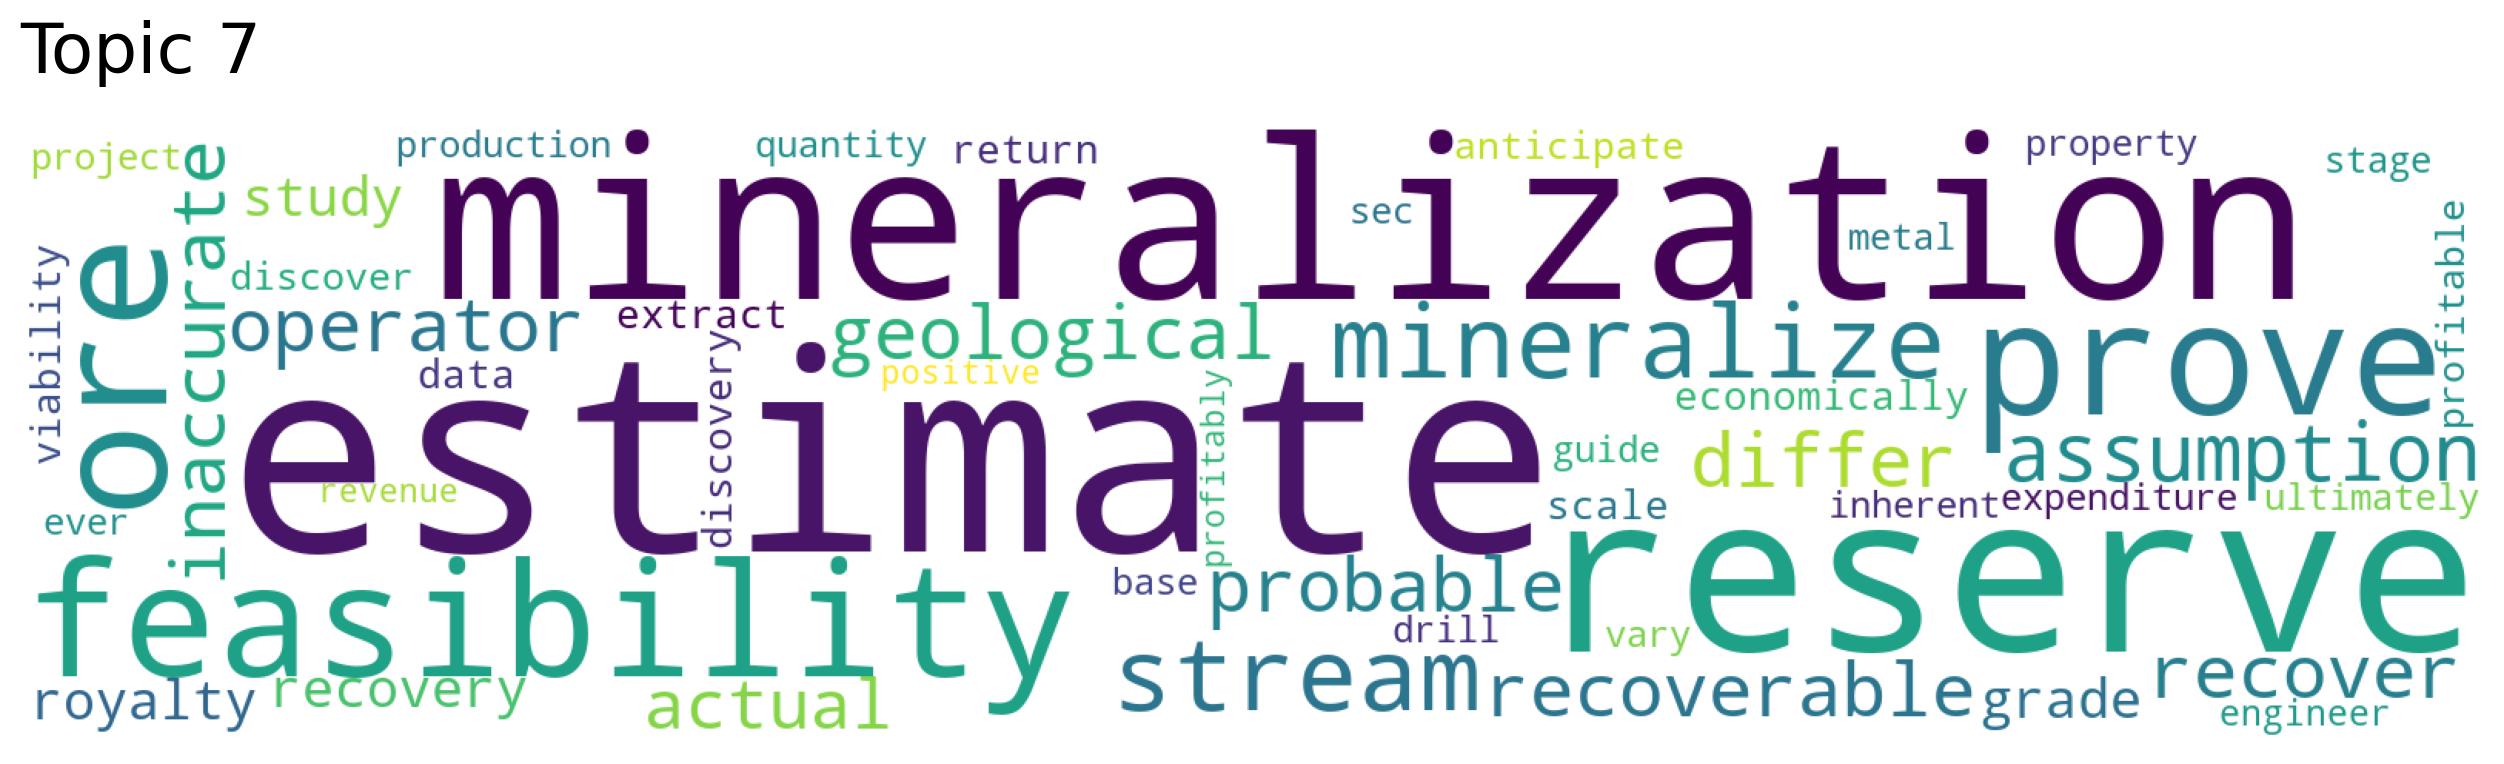 Topic 7
project
production
quantity
return
anticipate
property
stage
study
mineralization
sec
metal
inaccurate
viability
ore
discover
operator
extract
geological
mineralize
prove
profitable
data
positive
discovery
estimate
profitably
economically
guide
differ
assumption
revenue
ever
scale
inherent
expenditure
ultimately
feasibility
base
probable
reserve
drill
vary
royalty
recovery
actual
stream
recoverable
grade
recover
engineer